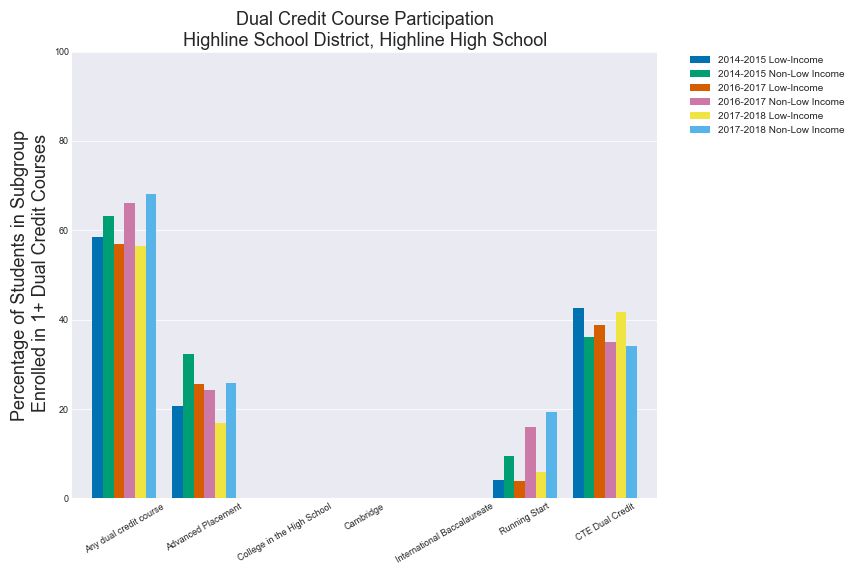 Dual Credit Course Participation
Highline School District, Highline High School
Percentage of Students in Subgroup
Enrolled in 1+ Dual Credit Courses
100
80
60
40
20
0
Any dual credit course
Advanced Placement
College in the High School
Cambridge
International Baccalaureate
Running Start
CTE Dual Credit
2014-2015 Low-Income
2014-2015 Non-Low Income
2016-2017 Low-Income
2016-2017 Non-Low Income
2017-2018 Low-Income
2017-2018 Non-Low Income